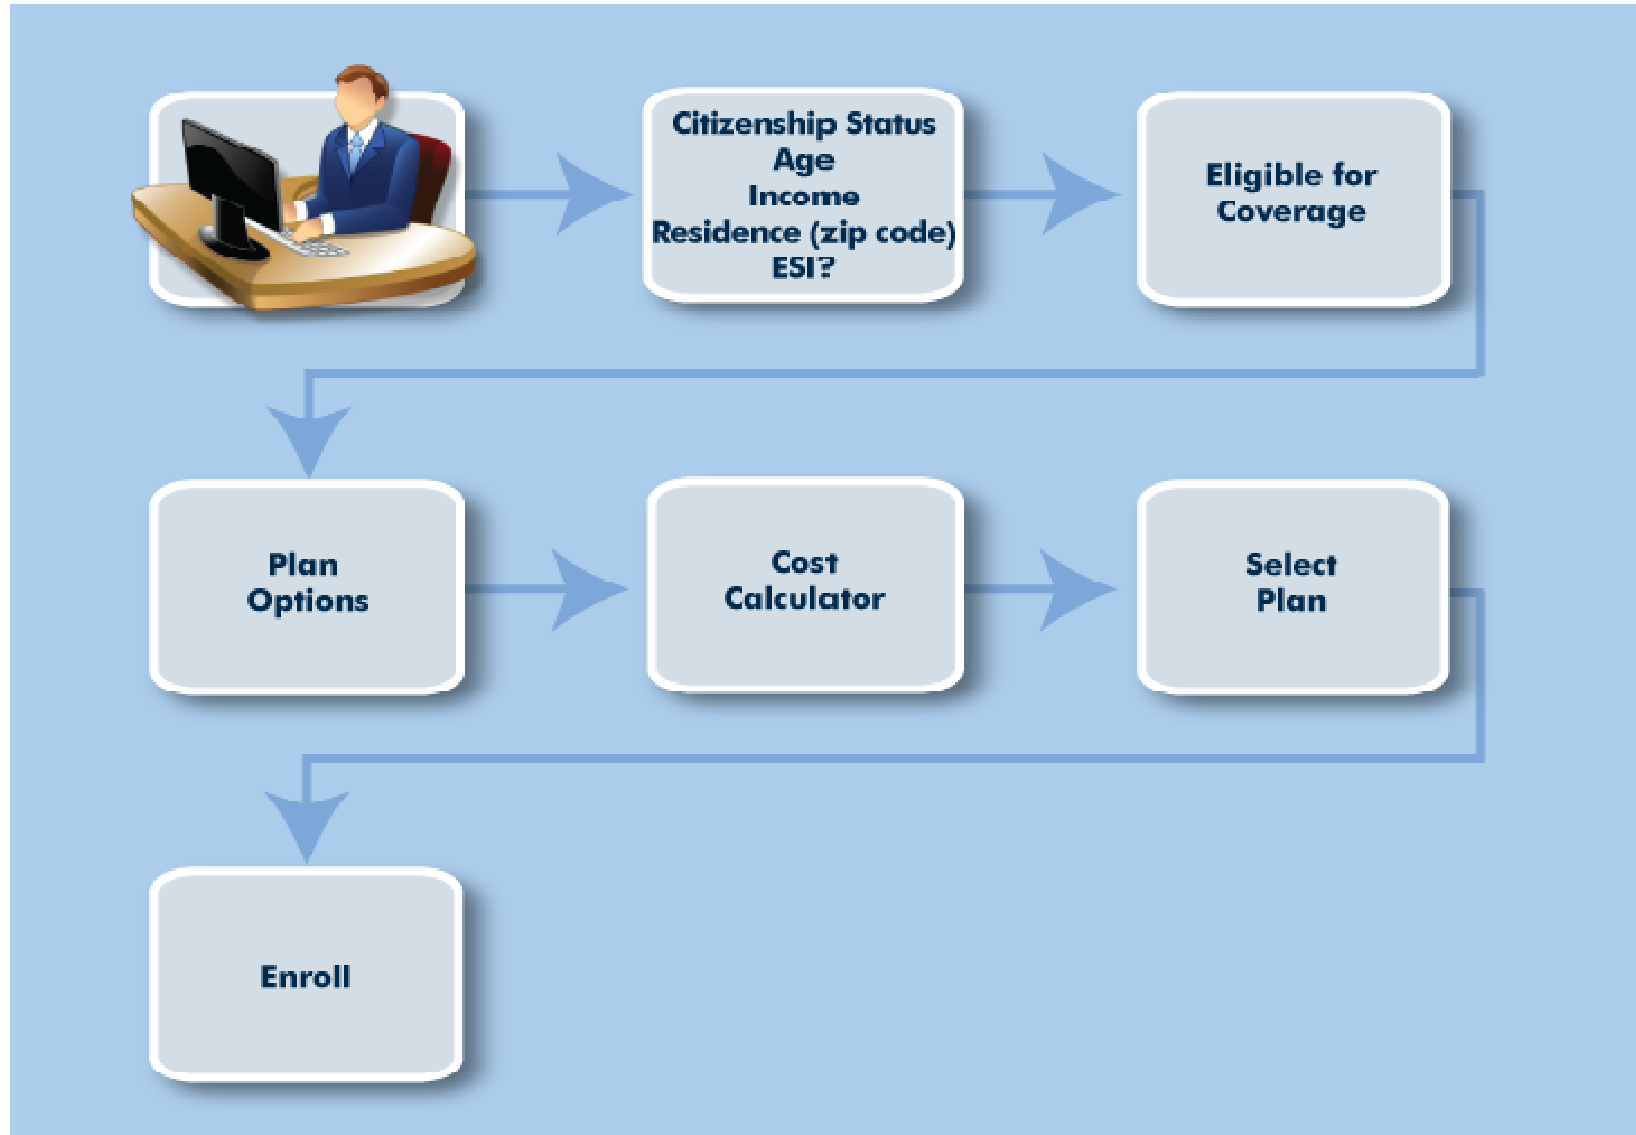 Citizenship Status
Age
Income
Residence (zip code)
ESI?
Eligible for
Coverage
Plan
Options
Cost
Calculator
Select
Plan
Enroll